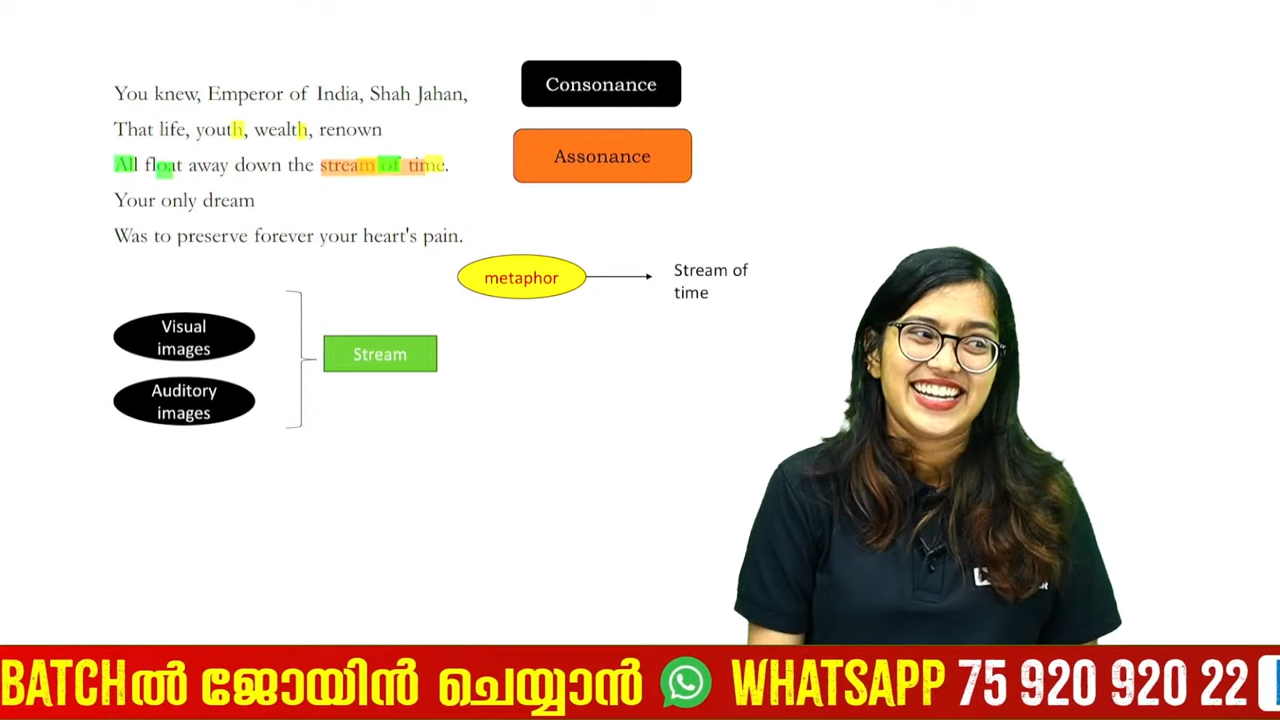 You knew, Emperor of India, Shah Jahan,
That life, youth, wealth, renown
All float away down the stream of time.
Your only dream
Was to preserve forever your heart's pain.
Consonance
Assonance
metaphor
Stream of
time
Visual
images
Auditory
images
Stream
BATCHൽ ജോയിൻ ചെയ്യാൻ WHATSAPP 75 920 920 22